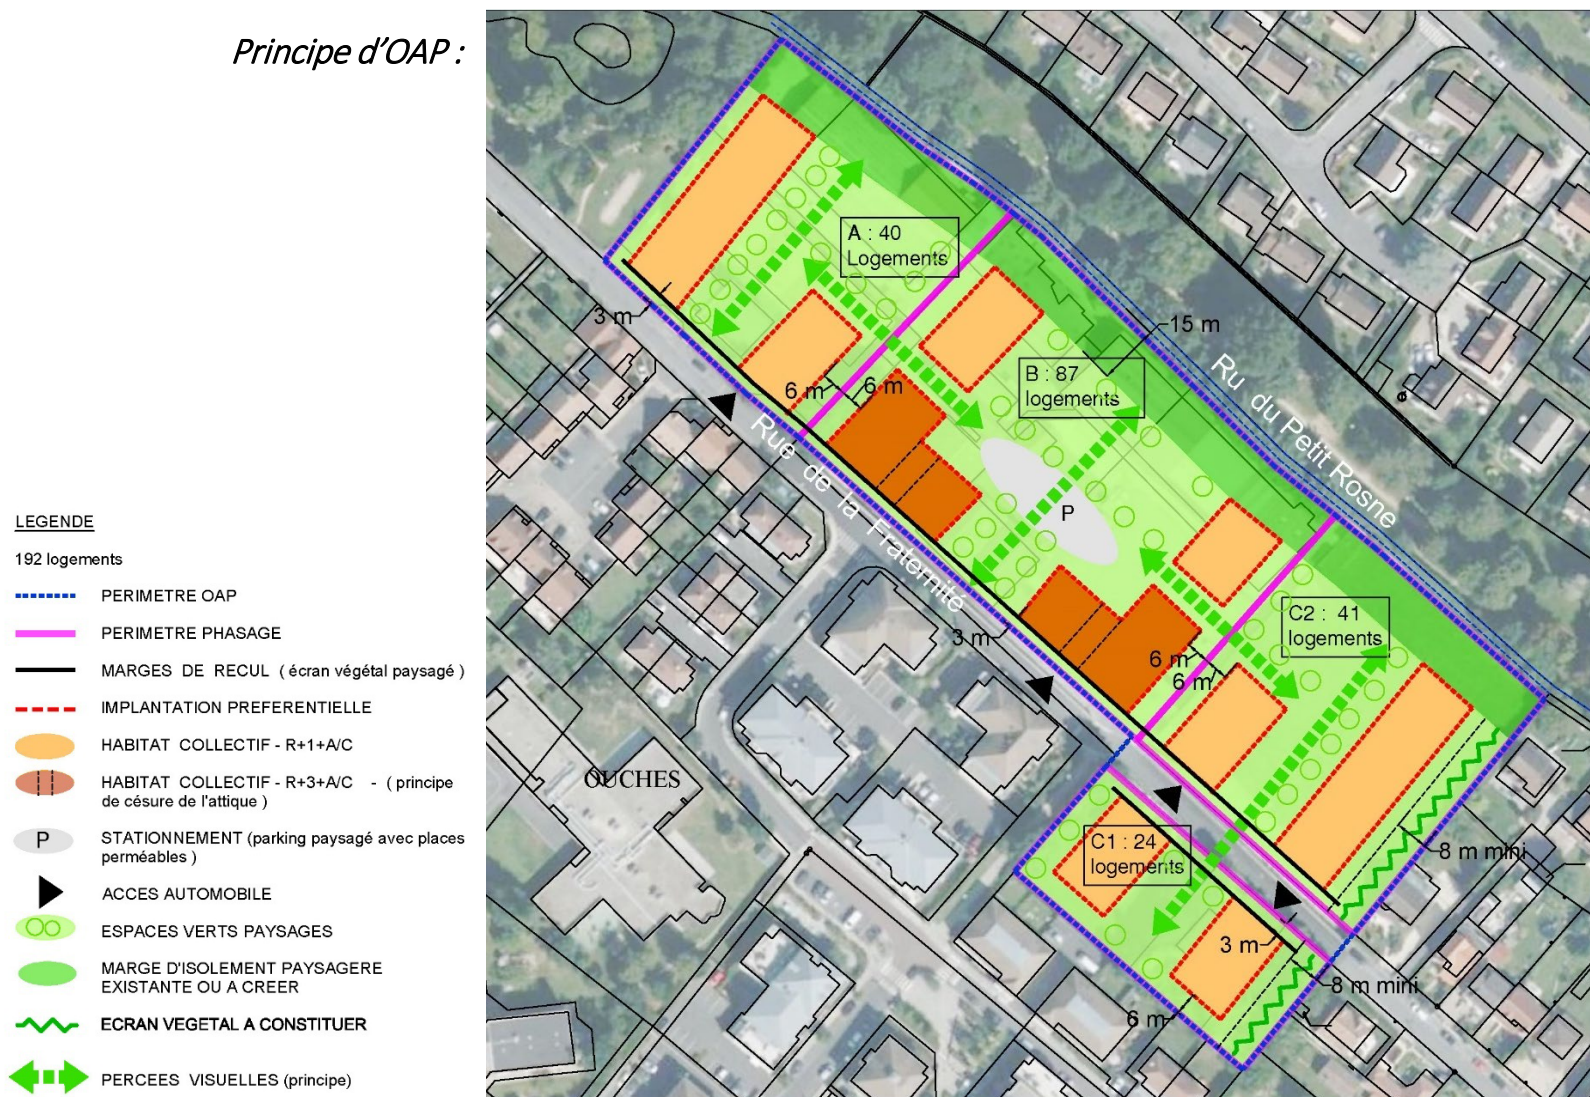 Principe d'OAP :
LEGENDE
192 logements
PERIMETRE OAP
PERIMETRE PHASAGE
MARGES DE RECUL ( écran végétal paysagé )
IMPLANTATION PREFERENTIELLE
HABITAT COLLECTIF - R+1+A/C
HABITAT COLLECTIF - R+3+A/C - ( principe
de césure de l'attique )
P
STATIONNEMENT (parking paysagé avec places
perméables )
ACCÈS AUTOMOBILE
ESPACES VERTS PAYSAGES
MARGE D'ISOLEMENT PAYSAGERE
EXISTANTE OU A CREER
ECRAN VEGETAL A CONSTITUER
PERCEES VISUELLES (principe)
A : 40
Logements
3 m
15 m
B : 87
logements
6 m
6 m
Ru du Petit Rosne
Rue de la Fraternité
P
C2 : 41
logements
3 m
6 m
6 m
OUCHES
C1 : 24
logements
8 m mini
3 m
8 m mini
6 m